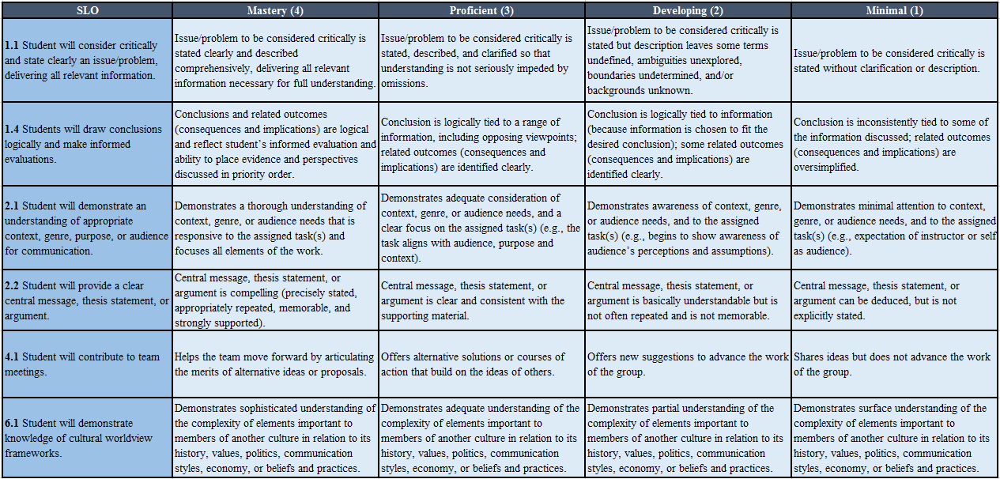 SLO
Mastery (4)
Proficient (3)
Developing (2)
Minimal (1)
1.1 Student will consider critically
and state clearly an issue/problem,
delivering all relevant information.
Issue/problem to be considered critically is
stated clearly and described
comprehensively, delivering all relevant
information necessary for full understanding.
Issue/problem to be considered critically is
stated, described, and clarified so that
understanding is not seriously impeded by
omissions.
Issue/problem to be considered critically is
stated but description leaves some terms
undefined, ambiguities unexplored,
boundaries undetermined, and/or
backgrounds unknown.
Issue/problem to be considered critically is
stated without clarification or description.
1.4 Students will draw conclusions
logically and make informed
evaluations.
Conclusions and related outcomes
(consequences and implications) are logical
and reflect student’s informed evaluation and
ability to place evidence and perspectives
discussed in priority order.
Conclusion is logically tied to a range of
information, including opposing viewpoints;
related outcomes (consequences and
implications) are identified clearly.
Conclusion is logically tied to information
(because information is chosen to fit the
desired conclusion); some related outcomes
(consequences and implications) are
identified clearly.
Conclusion is inconsistently tied to some of
the information discussed; related outcomes
(consequences and implications) are
oversimplified.
2.1 Student will demonstrate an
understanding of appropriate
context, genre, purpose, or audience
for communication.
Demonstrates a thorough understanding of
context, genre, or audience needs that is
responsive to the assigned task(s) and
focuses all elements of the work.
Demonstrates adequate consideration of
context, genre, or audience needs, and a
clear focus on the assigned task(s) (e.g., the
task aligns with audience, purpose and
context).
Demonstrates awareness of context, genre,
or audience needs, and to the assigned
task(s) (e.g., begins to show awareness of
audience’s perceptions and assumptions).
Demonstrates minimal attention to context,
genre, or audience needs, and to the assigned
task(s) (e.g., expectation of instructor or self
as audience).
2.2 Student will provide a clear
central message, thesis statement, or
argument.
Central message, thesis statement, or
argument is compelling (precisely stated,
appropriately repeated, memorable, and
strongly supported).
Central message, thesis statement, or
argument is clear and consistent with the
supporting material.
Central message, thesis statement, or
argument is basically understandable but is
not often repeated and is not memorable.
Central message, thesis statement, or
argument can be deduced, but is not
explicitly stated.
4.1 Student will contribute to team
meetings.
Helps the team move forward by articulating
the merits of alternative ideas or proposals.
Offers alternative solutions or courses of
action that build on the ideas of others.
Offers new suggestions to advance the work
of the group.
Shares ideas but does not advance the work
of the group.
6.1 Student will demonstrate
knowledge of cultural worldview
frameworks.
Demonstrates sophisticated understanding of
the complexity of elements important to
members of another culture in relation to its
history, values, politics, communication
styles, economy, or beliefs and practices.
Demonstrates adequate understanding of the
complexity of elements important to
members of another culture in relation to its
history, values, politics, communication
styles, economy, or beliefs and practices.
Demonstrates partial understanding of the
complexity of elements important to
members of another culture in relation to its
history, values, politics, communication
styles, economy, or beliefs and practices.
Demonstrates surface understanding of the
complexity of elements important to
members of another culture in relation to its
history, values, politics, communication
styles, economy, or beliefs and practices.